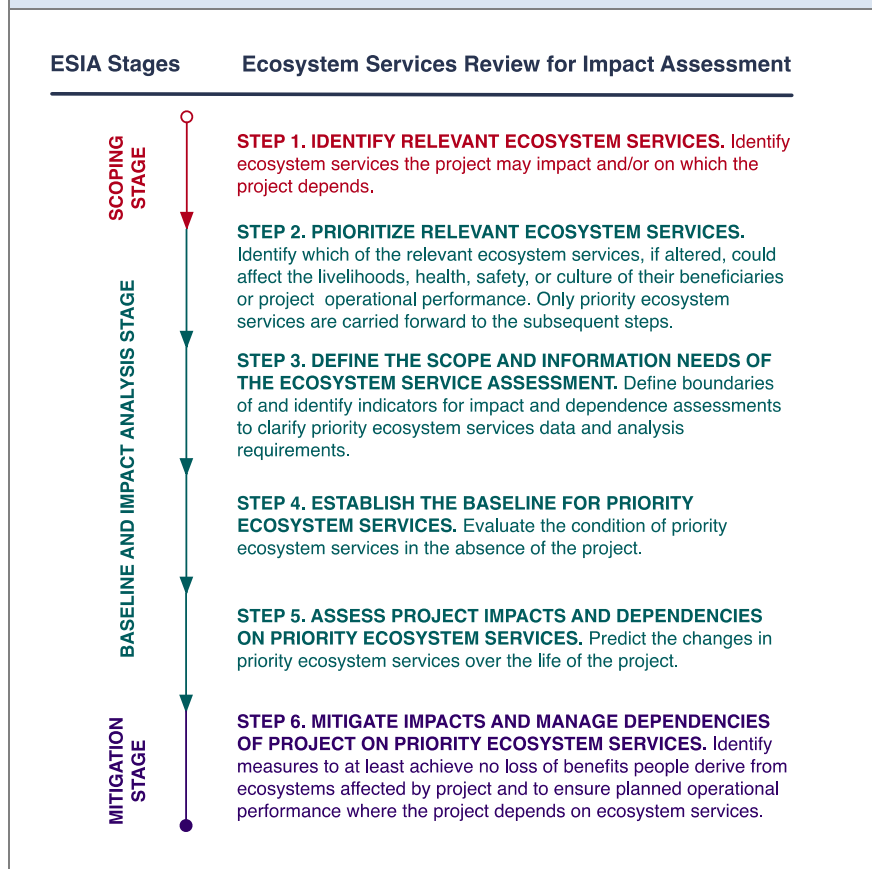 ESIA Stages
Ecosystem Services Review for Impact Assessment
SCOPING
STAGE
STEP 1. IDENTIFY RELEVANT ECOSYSTEM SERVICES. Identify
ecosystem services the project may impact and/or on which the
project depends.
BASELINE AND IMPACT ANALYSIS STAGE
STEP 2. PRIORITIZE RELEVANT ECOSYSTEM SERVICES.
Identify which of the relevant ecosystem services, if altered, could
affect the livelihoods, health, safety, or culture of their beneficiaries
or project operational performance. Only priority ecosystem
services are carried forward to the subsequent steps.
STEP 3. DEFINE THE SCOPE AND INFORMATION NEEDS OF
THE ECOSYSTEM SERVICE ASSESSMENT. Define boundaries
of and identify indicators for impact and dependence assessments
to clarify priority ecosystem services data and analysis
requirements.
STEP 4. ESTABLISH THE BASELINE FOR PRIORITY
ECOSYSTEM SERVICES. Evaluate the condition of priority
ecosystem services in the absence of the project.
STEP 5. ASSESS PROJECT IMPACTS AND DEPENDENCIES
ON PRIORITY ECOSYSTEM SERVICES. Predict the changes in
priority ecosystem services over the life of the project.
MITIGATION
STAGE
STEP 6. MITIGATE IMPACTS AND MANAGE DEPENDENCIES
OF PROJECT ON PRIORITY ECOSYSTEM SERVICES. Identify
measures to at least achieve no loss of benefits people derive from
ecosystems affected by project and to ensure planned operational
performance where the project depends on ecosystem services.